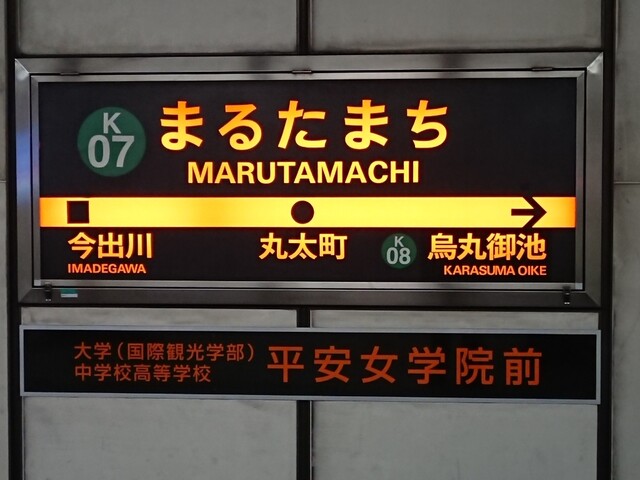 K
07
まるたまち
MARUTAMACHI
今出川
IMADEGAWA
丸太町
K
08
烏丸御池
KARASUMA OIKE
大学(国際観光学部)
中学校高等学校
平安女学院前